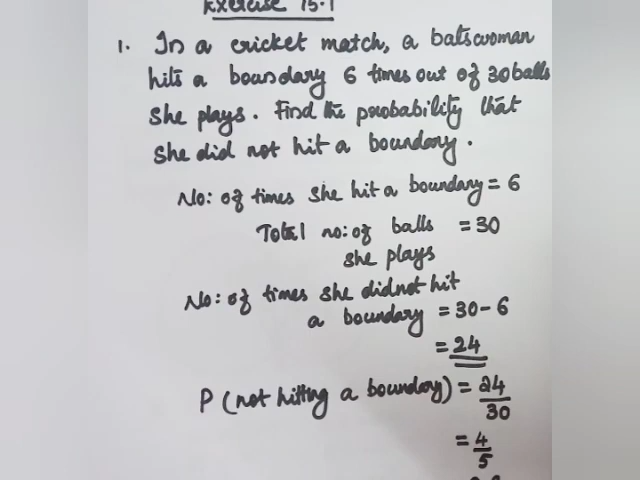 Exercise 15.1
1. In a cricket match, a batswoman
hits a boundary 6 times out of 30 balls
she plays. Find the probability that
she did not hit a boundary.
No: of times she hit a boundary = 6
Total no: of balls = 30
she plays
No: of times she didnot hit
a boundary = 30 - 6
= 24
P (not hitting a boundary) = 24/30
= 4/5